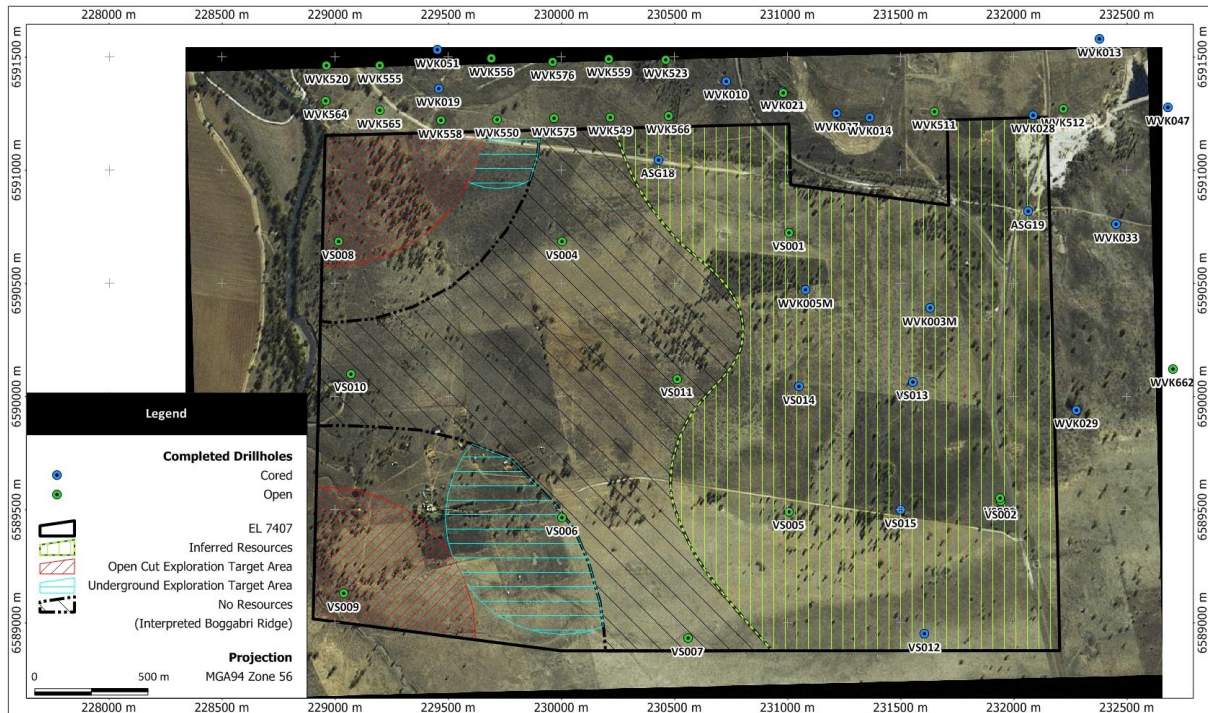 228000 m 228500 m 229000 m 229500 m 230000 m 230500 m 231000 m 231500 m 232000 m 232500 m
6591500 m 6591500 m
6591000 m 6591000 m
6590500 m 6590500 m
6590000 m 6590000 m
6589500 m 6589500 m
6589000 m 6589000 m
WVK013
WVK051
WVK520 WVK555 WVK556 WVK576 WVK559 WVK523
WVK019 WVK010 WVK021
WVK564 WVK565 WVK558 WVK550 WVK575 WVK549 WVK566
WVK014 WVK511 WVK028 WVK512 WVK047
ASG18
ASG19 WVK033
VS008 VS004 VS001
WVK005M WVK003M
VS010 VS011 VS014 VS013 WVK662
WVK029
VS006 VS005 VS015 VS002
VS009
VS007 VS012
Legend
Completed Drillholes
Cored
Open
EL 7407
Inferred Resources
Open Cut Exploration Target Area
Underground Exploration Target Area
No Resources
(Interpreted Boggabri Ridge)
Projection
0 500 m MGA94 Zone 56
228000 m 228500 m 229000 m 229500 m 230000 m 230500 m 231000 m 231500 m 232000 m 232500 m